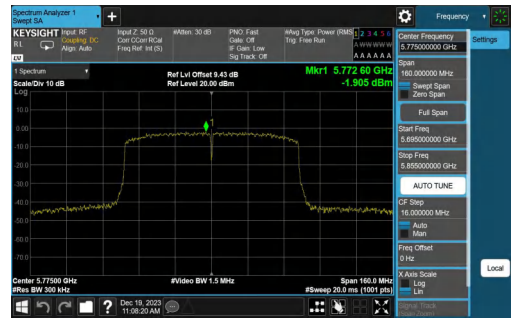 Spectrum Analyzer 1
Swept SA
+
Frequency
KEYSIGHT
RL
LV
Input: RF
Coupling: DC
Align: Auto
Input Z: 50 Ω
Corr CCorr RCal
Freq Ref: Int (S)
#Atten: 30 dB
PNO: Fast
Gate: Off
IF Gain: Low
Sig Track: Off
#Avg Type: Power (RMS
Trig: Free Run
1 2 3 4 5 6
A W W W W W
A A A A A A
Center Frequency
5.775000000 GHz
Settings
1 Spectrum
Scale/Div 10 dB
Log
Ref Lvl Offset 9.43 dB
Ref Level 20.00 dBm
Mkr1 5.772 60 GHz
-1.905 dBm
Span
160.000000 MHz
Swept Span
Zero Span
Full Span
Start Freq
5.695000000 GHz
Stop Freq
5.855000000 GHz
AUTO TUNE
CF Step
16.000000 MHz
Auto
Man
Freq Offset
0 Hz
X Axis Scale
Log
Lin
Signal Track
Local
10.0
0.00
-10.0
-20.0
-30.0
-40.0
-50.0
-60.0
-70.0
1
Center 5.77500 GHz
#Res BW 300 kHz
#Video BW 1.5 MHz
Span 160.0 MHz
#Sweep 20.0 ms (1001 pts)
?
Dec 19, 2023
11:08:20 AM